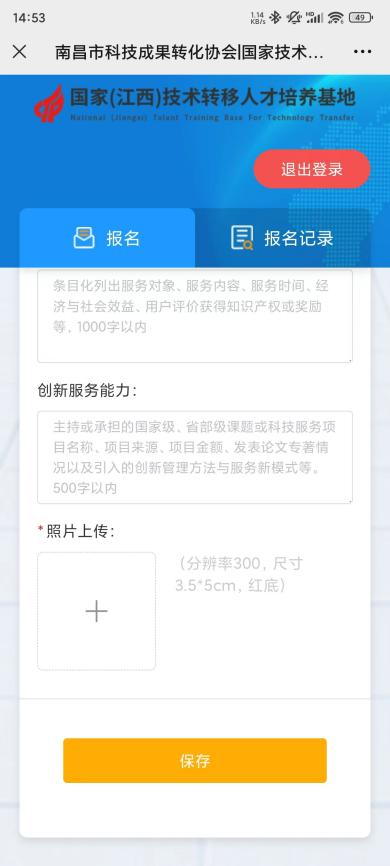 14:53
1.14 KB/s
HD
49
南昌市科技成果转化协会|国家技术…
国家(江西)技术转移人才培养基地
National (Jiangxi) Talent Training Base For Technology Transfer
退出登录
报名
报名记录
条目化列出服务对象、服务内容、服务时间、经
济与社会效益、用户评价获得知识产权或奖励
等，1000字以内
创新服务能力：
主持或承担的国家级、省部级课题或科技服务项
目名称、项目来源、项目金额、发表论文专著情
况以及引入的创新管理方法与服务新模式等。
500字以内
*照片上传：
（分辨率300，尺寸
3.5*5cm，红底）
保存